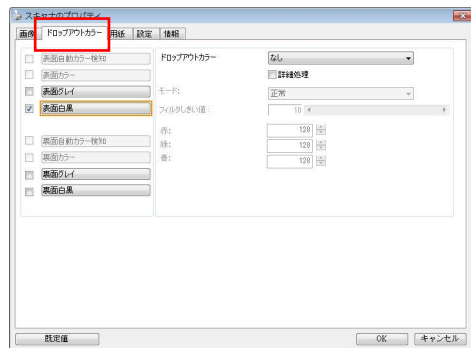 スキャナのプロパティ
画像 ドロップアウトカラー 用紙 設定 情報
表面自動カラー検知
表面カラー
表面グレイ
表面白黒
裏面自動カラー検知
裏面カラー
裏面グレイ
裏面白黒
ドロップアウトカラー なし
詳細処理
モード: 正常
フィルタしきい値: 10
赤: 128
緑: 128
青: 128
既定値 OK キャンセル